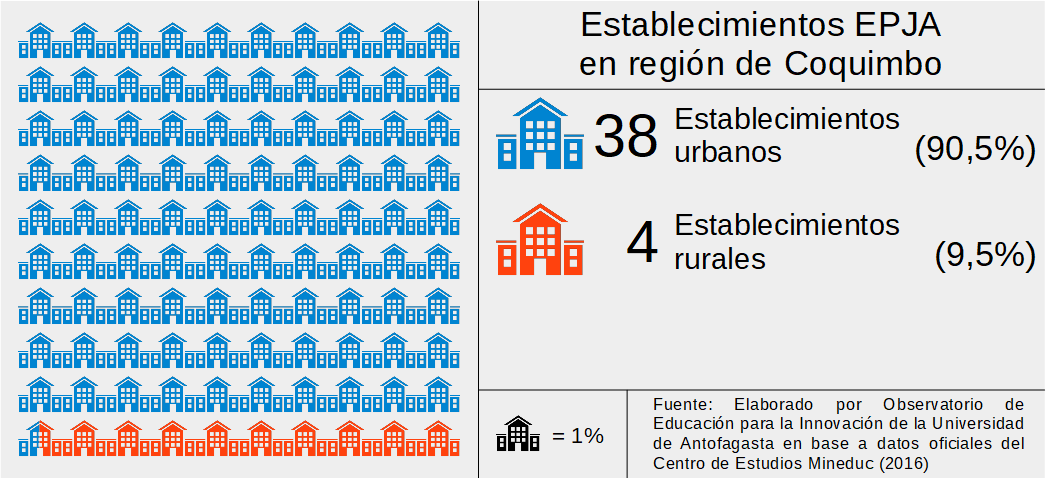 Establecimientos EPJA
en región de Coquimbo
38 Establecimientos
urbanos (90,5%)
4 Establecimientos
rurales (9,5%)
= 1%
Fuente: Elaborado por Observatorio de
Educación para la Innovación de la Universidad
de Antofagasta en base a datos oficiales del
Centro de Estudios Mineduc (2016)